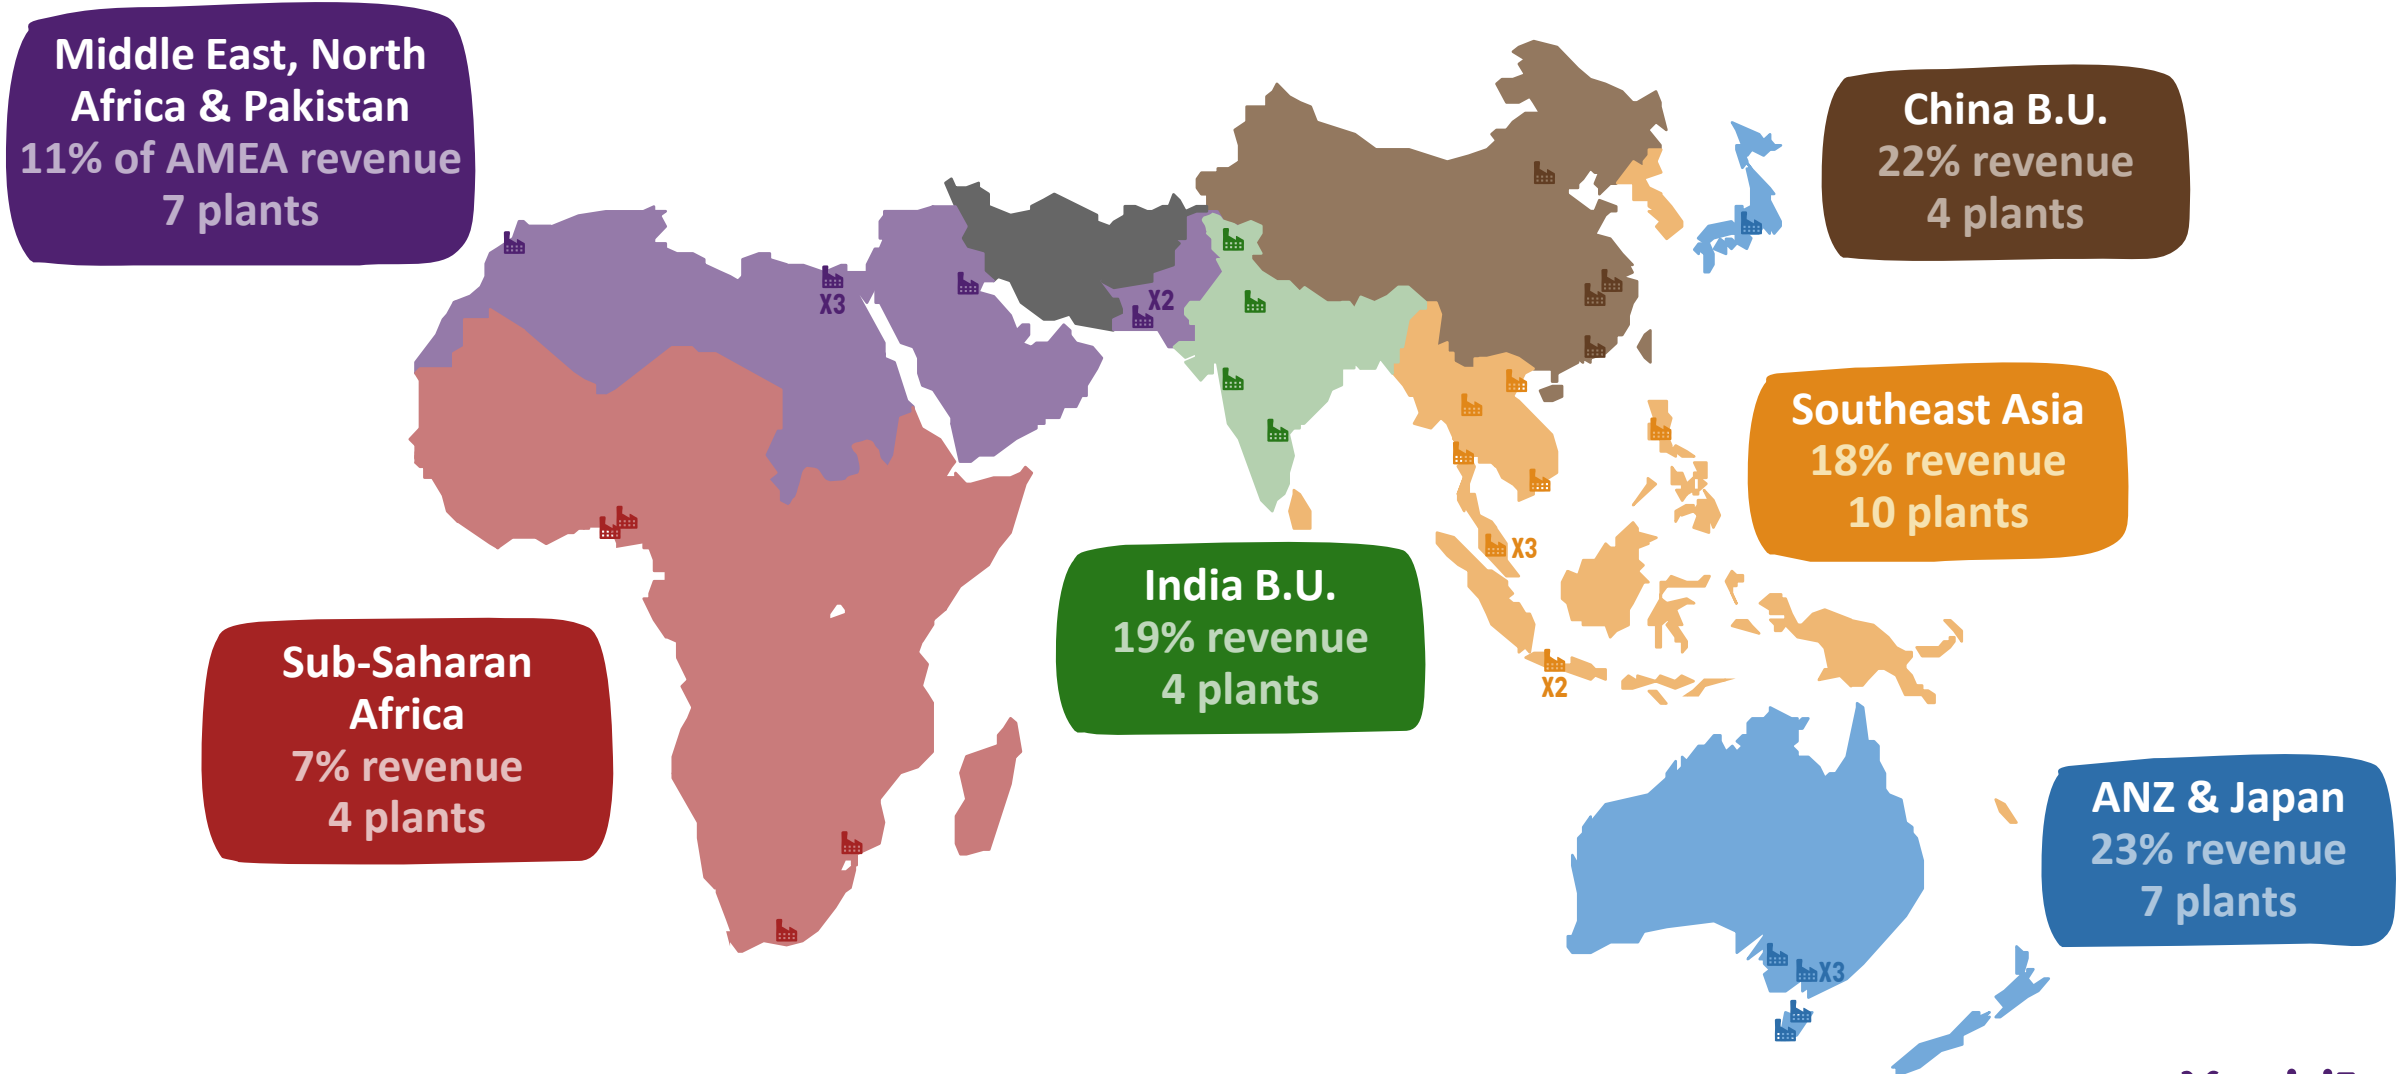 Middle East, North
Africa & Pakistan
11% of AMEA revenue
7 plants
China B.U.
22% revenue
4 plants
X3
X2
Southeast Asia
18% revenue
10 plants
X3
India B.U.
19% revenue
4 plants
Sub-Saharan
Africa
7% revenue
4 plants
X2
ANZ & Japan
23% revenue
7 plants
X3